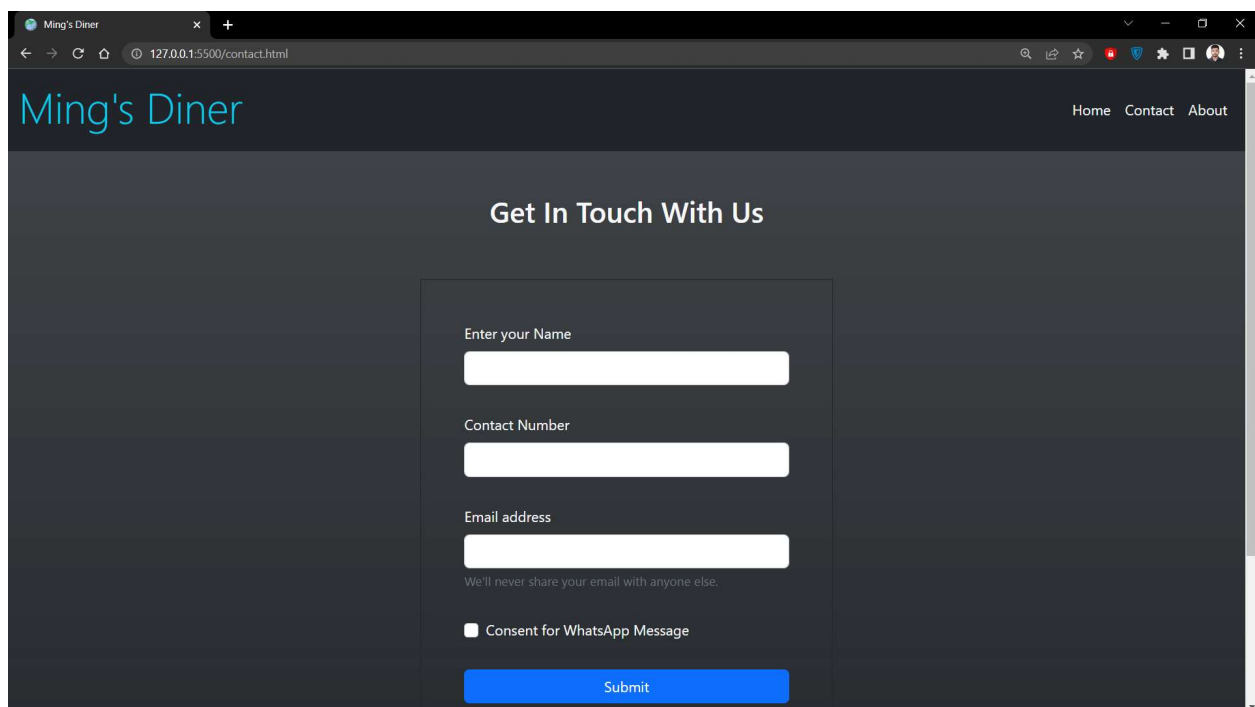 Ming's Diner
127.0.0.1:5500/contact.html
Ming's Diner
Home Contact About
Get In Touch With Us
Enter your Name
Contact Number
Email address
We'll never share your email with anyone else.
Consent for WhatsApp Message
Submit